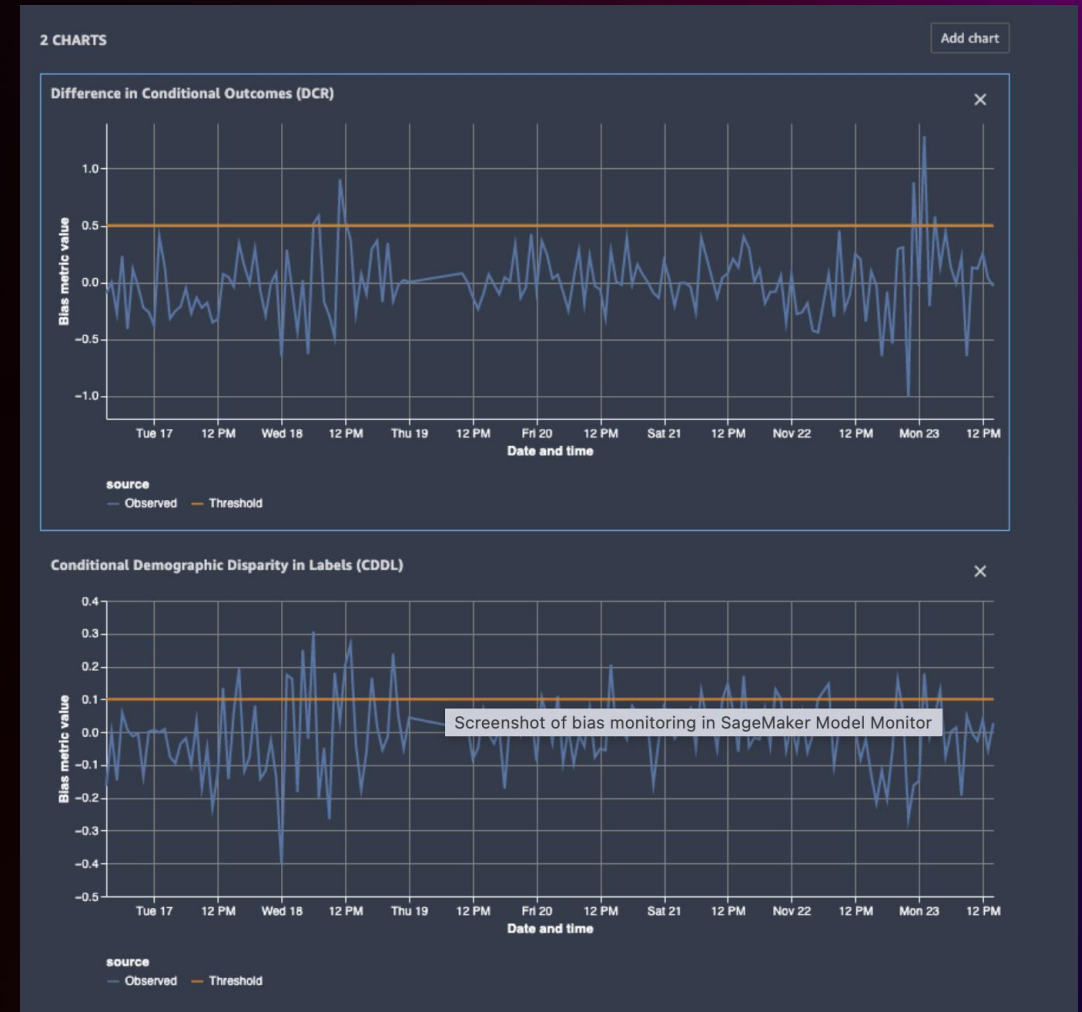 2 CHARTS
Add chart
Difference in Conditional Outcomes (DCR)
1.0
0.5
0.0
−0.5
−1.0
Bias metric value
Tue 17 12 PM Wed 18 12 PM Thu 19 12 PM Fri 20 12 PM Sat 21 12 PM Nov 22 12 PM Mon 23 12 PM
Date and time
source
Observed Threshold
Conditional Demographic Disparity in Labels (CDDL)
0.4
0.3
0.2
0.1
0.0
−0.1
−0.2
−0.3
−0.4
−0.5
Bias metric value
Screenshot of bias monitoring in SageMaker Model Monitor
Tue 17 12 PM Wed 18 12 PM Thu 19 12 PM Fri 20 12 PM Sat 21 12 PM Nov 22 12 PM Mon 23 12 PM
Date and time
source
Observed Threshold